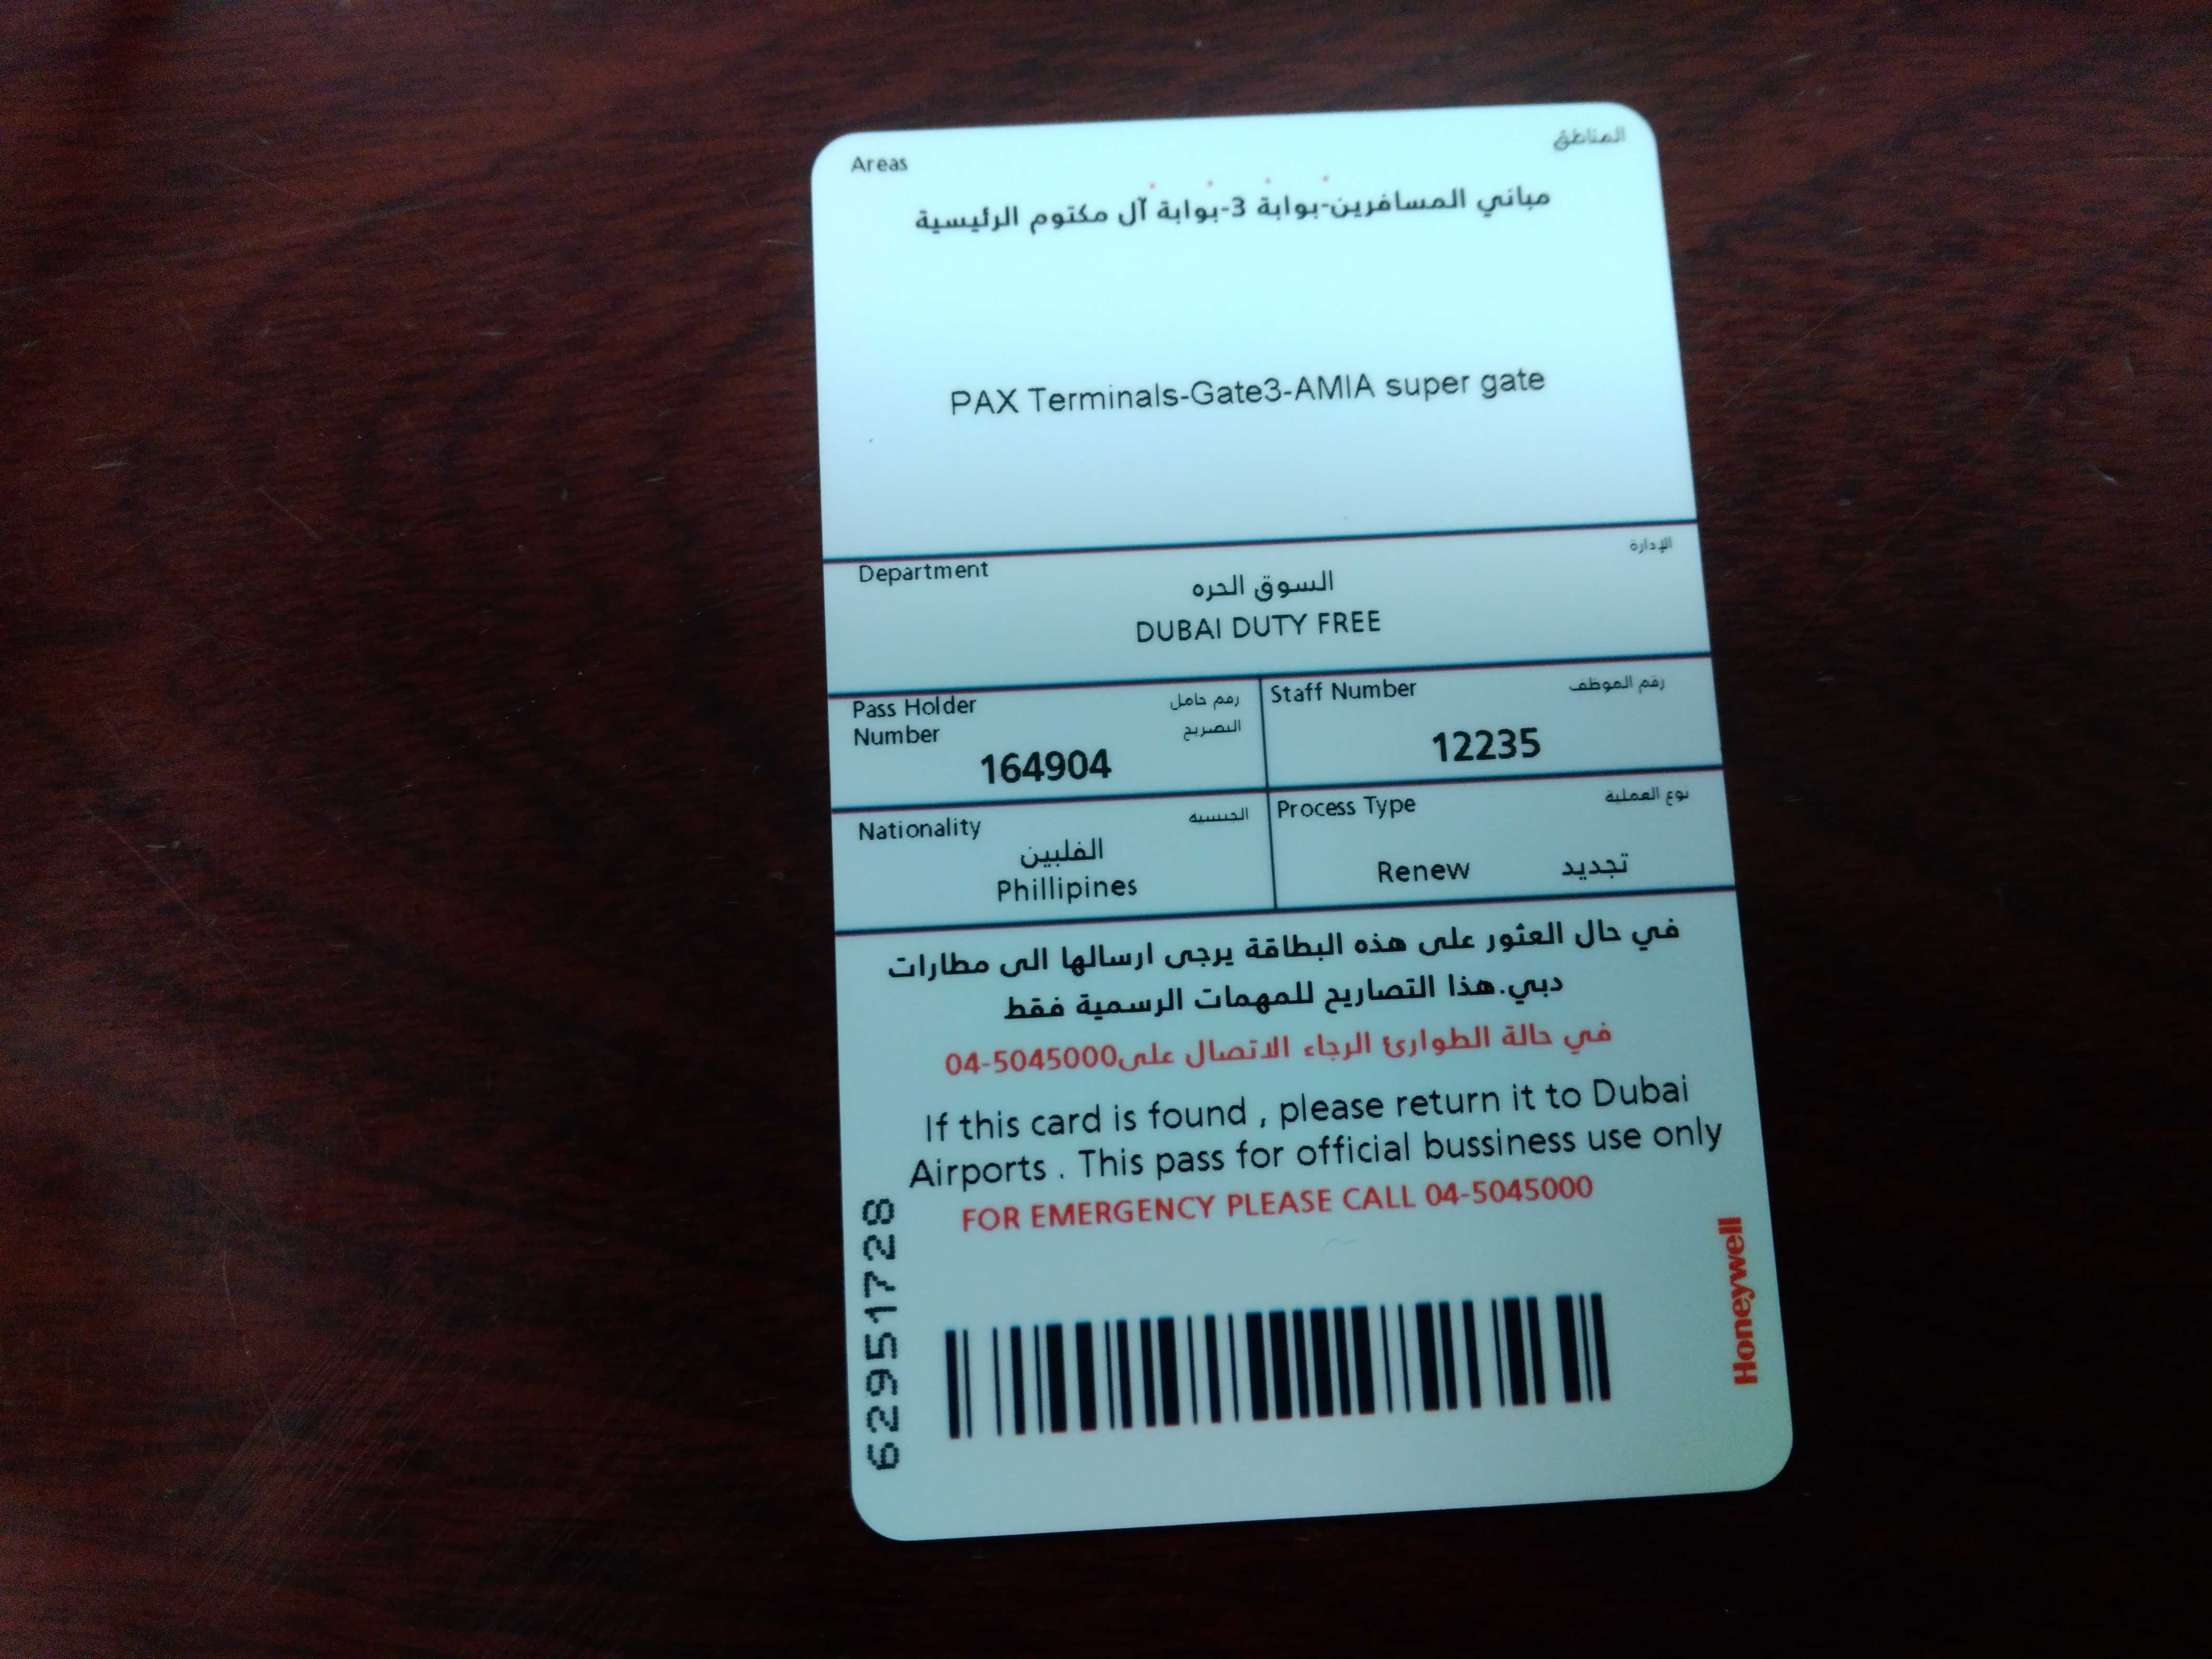 Areas
المناطق
مباني المسافرين-بوابة 3-بوابة آل مكتوم الرئيسية
PAX Terminals-Gate3-AMIA super gate
Department
الإدارة
السوق الحره
DUBAI DUTY FREE
Pass Holder
رقم حامل
Number
التصريح
164904
Staff Number
رقم الموظف
12235
Nationality
الجنسية
الفلبين
Phillipines
Process Type
نوع العملية
Renew تجديد
في حال العثور على هذه البطاقة يرجى ارسالها الى مطارات
دبي.هذا التصاريح للمهمات الرسمية فقط
في حالة الطوارئ الرجاء الاتصال على04-5045000
If this card is found , please return it to Dubai
Airports . This pass for official bussiness use only
FOR EMERGENCY PLEASE CALL 04-5045000
62951728
Honeywell